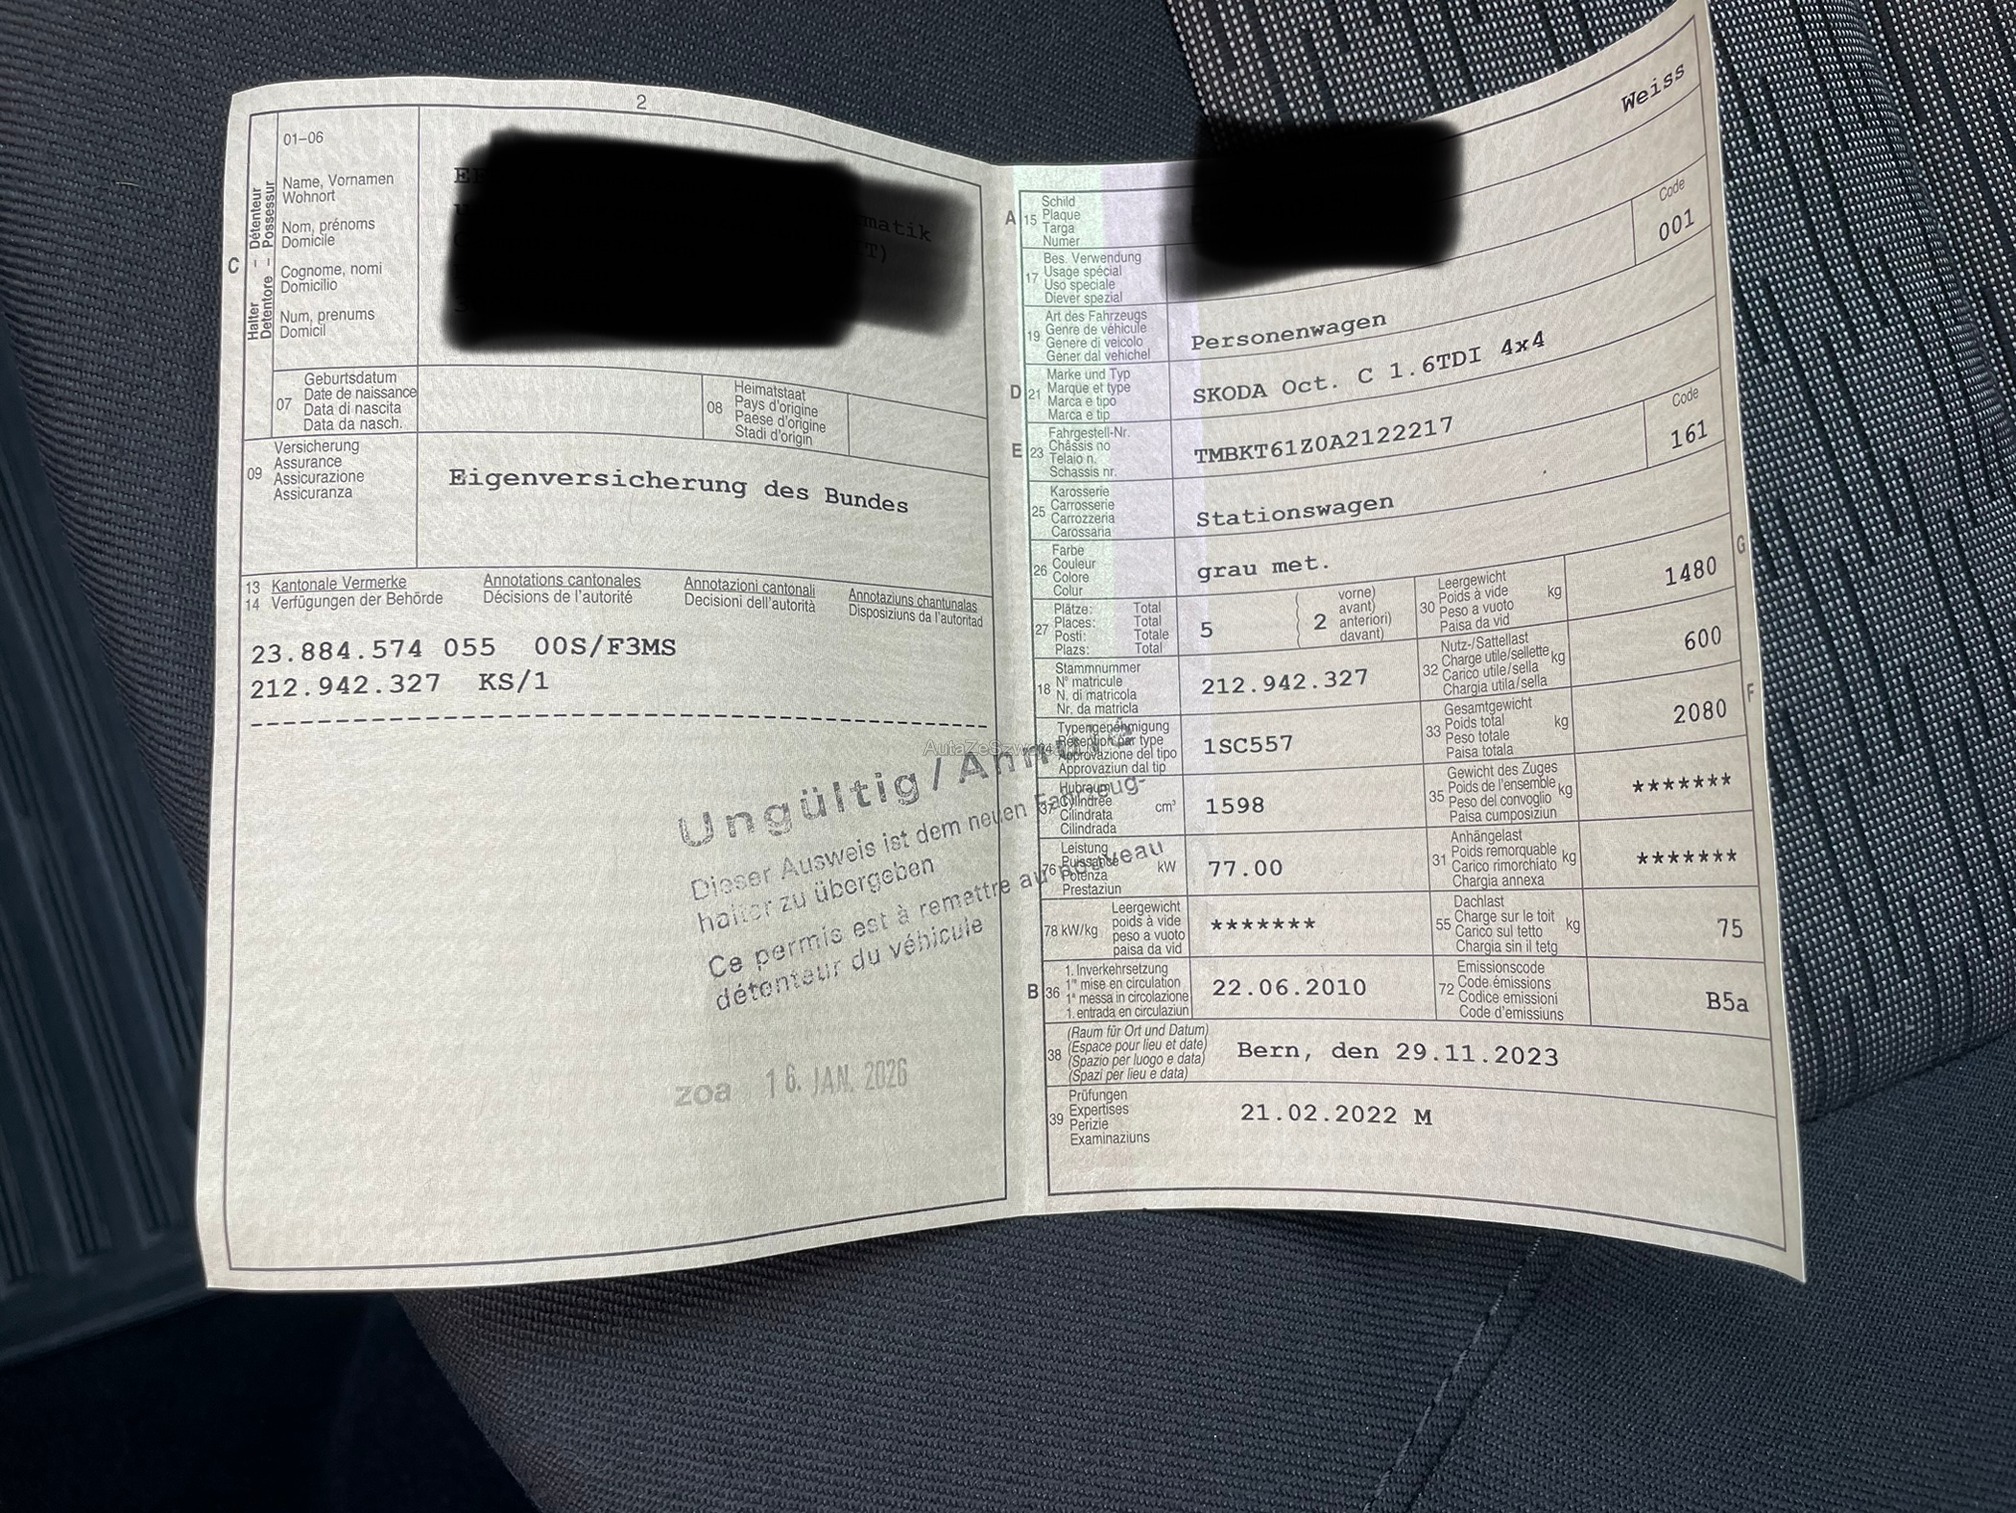 2
01–06
Name, Vornamen
Wohnort
Nom, prénoms
Domicile
Cognome, nomi
Domicilio
Num, prenums
Domicil
C
Halter – Détenteur
Detentore – Possessur
matik
07
Geburtsdatum
Date de naissance
Data di nascita
Data da nasch.
08
Heimatstaat
Pays d'origine
Paese d'origine
Stadi d'origin
09
Versicherung
Assurance
Assicurazione
Assicuranza
Eigenversicherung des Bundes
13 Kantonale Vermerke Annotations cantonales Annotazioni cantonali Annotaziuns chantunalas
14 Verfügungen der Behörde Décisions de l'autorité Decisioni dell'autorità Disposiziuns da l'autoritad
23.884.574 055 00S/F3MS
212.942.327 KS/1
Ungültig / Annulé
Dieser Ausweis ist dem neuen Fahrzeug-
halter zu übergeben
Ce permis est à remettre au nouveau
détenteur du véhicule
zoa 16. JAN. 2026
AutaZeSzwajcarii
Weiss
A 15
Schild
Plaque
Targa
Numer
17
Bes. Verwendung
Usage spécial
Uso speciale
Diever spezial
Code
001
19
Art des Fahrzeugs
Genre de véhicule
Genere di veicolo
Gener dal vehichel
Personenwagen
D 21
Marke und Typ
Marque et type
Marca e tipo
Marca e tip
SKODA Oct. C 1.6TDI 4x4
E 23
Fahrgestell-Nr.
Châssis no
Telaio n.
Schassis nr.
TMBKT61Z0A2122217
Code
161
25
Karosserie
Carrosserie
Carrozzeria
Carossaria
Stationswagen
26
Farbe
Couleur
Colore
Colur
grau met.
27
Plätze: Total
Places: Total
Posti: Totale
Plazs: Total
5
2
vorne)
avant)
anteriori)
davant)
G
30
Leergewicht
Poids à vide
Peso a vuoto
Paisa da vid
kg
1480
18
Stammnummer
N° matricule
N. di matricola
Nr. da matricla
212.942.327
32
Nutz-/Sattellast
Charge utile/sellette
Carico utile/sella
Chargia utila/sella
kg
600
Typengenehmigung
Réception par type
Approvazione del tipo
Approvaziun dal tip
1SC557
F
33
Gesamtgewicht
Poids total
Peso totale
Paisa totala
kg
2080
37
Hubraum
Cylindrée
Cilindrata
Cilindrada
cm³
1598
35
Gewicht des Zuges
Poids de l'ensemble
Peso del convoglio
Paisa cumposiziun
kg
*******
76
Leistung
Puissance
Potenza
Prestaziun
kW
77.00
31
Anhängelast
Poids remorquable
Carico rimorchiato
Chargia annexa
kg
*******
78 kW/kg
Leergewicht
poids à vide
peso a vuoto
paisa da vid
*******
55
Dachlast
Charge sur le toit
Carico sul tetto
Chargia sin il tetg
kg
75
B 36
1. Inverkehrsetzung
1re mise en circulation
1a messa in circolazione
1. entrada en circulaziun
22.06.2010
72
Emissionscode
Code émissions
Codice emissioni
Code d'emissiuns
B5a
38
(Raum für Ort und Datum)
(Espace pour lieu et date)
(Spazio per luogo e data)
(Spazi per lieu e data)
Bern, den 29.11.2023
39
Prüfungen
Expertises
Perizie
Examinaziuns
21.02.2022 M